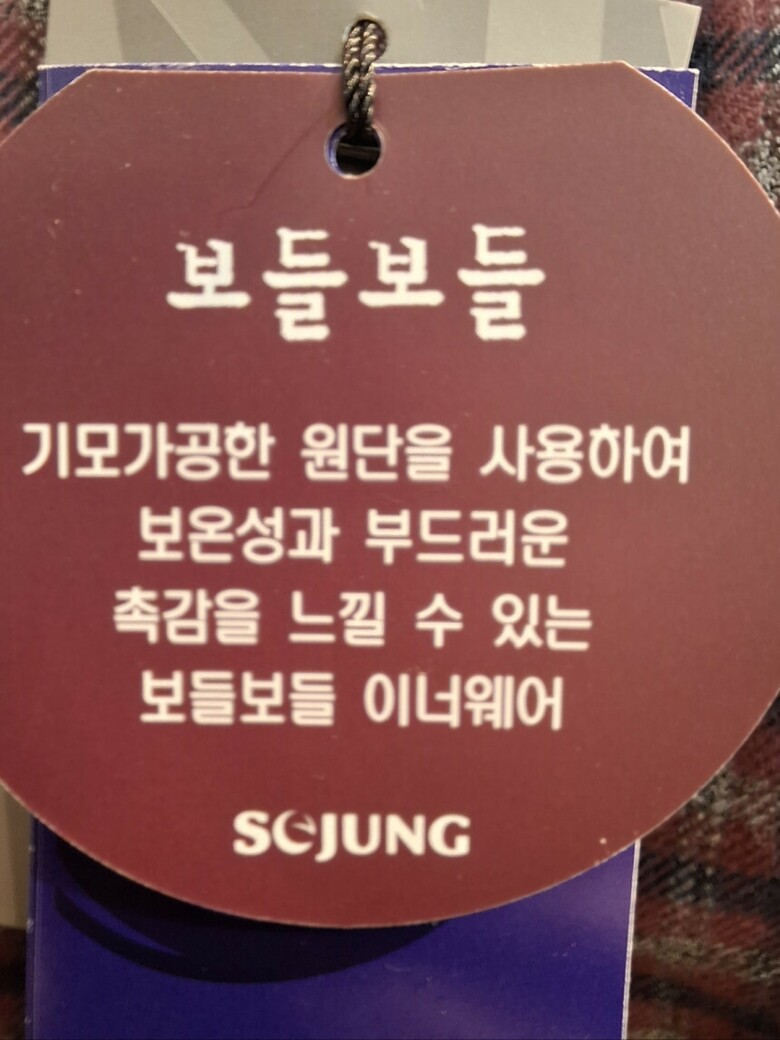 보들보들
기모가공한 원단을 사용하여
보온성과 부드러운
촉감을 느낄 수 있는
보들보들 이너웨어
SEJUNG